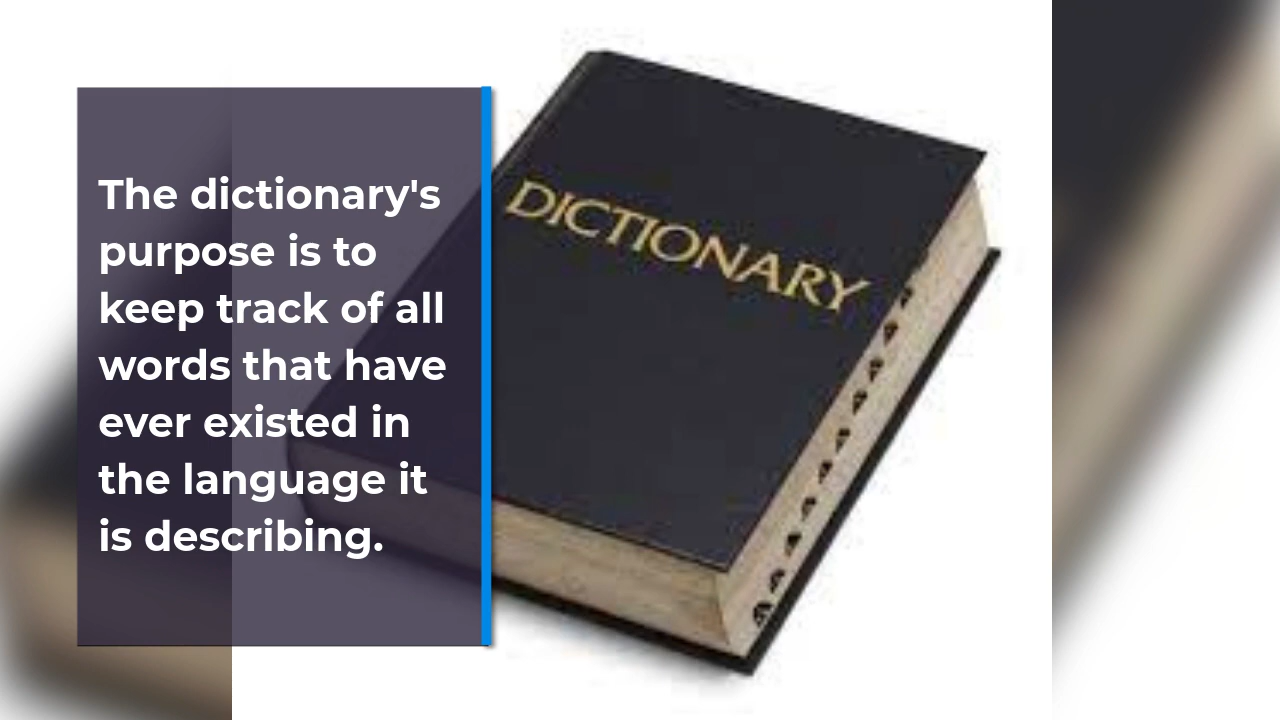 The dictionary's
purpose is to
keep track of all
words that have
ever existed in
the language it
is describing.
DICTIONARY